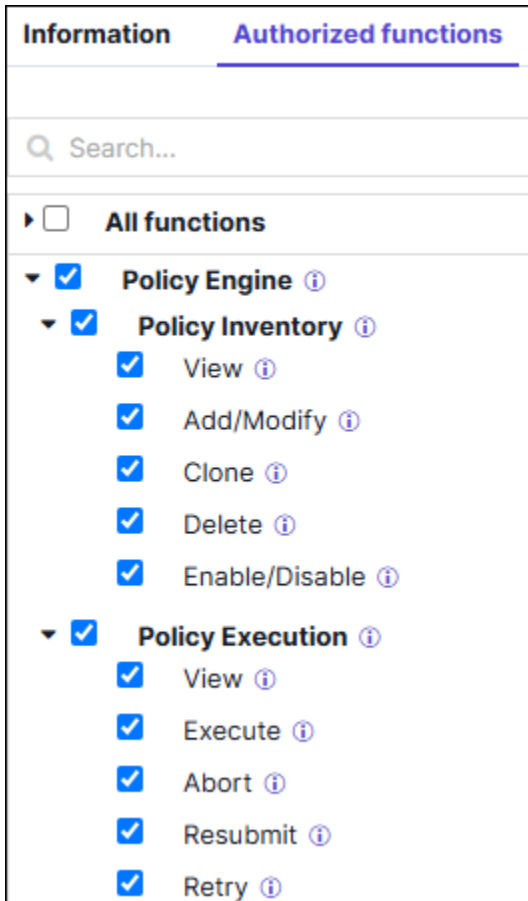 Information Authorized functions
Search...
All functions
Policy Engine
Policy Inventory
View
Add/Modify
Clone
Delete
Enable/Disable
Policy Execution
View
Execute
Abort
Resubmit
Retry